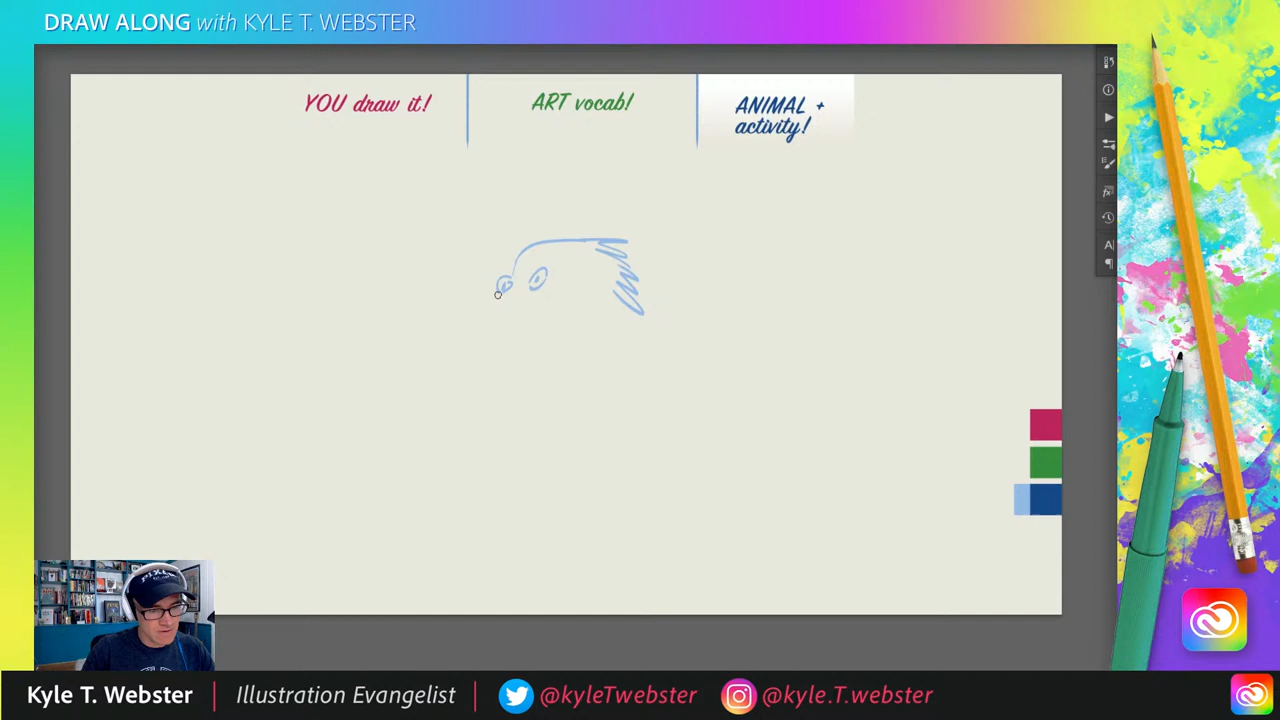 DRAW ALONG with KYLE T. WEBSTER
YOU draw it!
ART vocab!
ANIMAL +
activity!
Kyle T. Webster | Illustration Evangelist | @kyleTwebster @kyle.T.webster